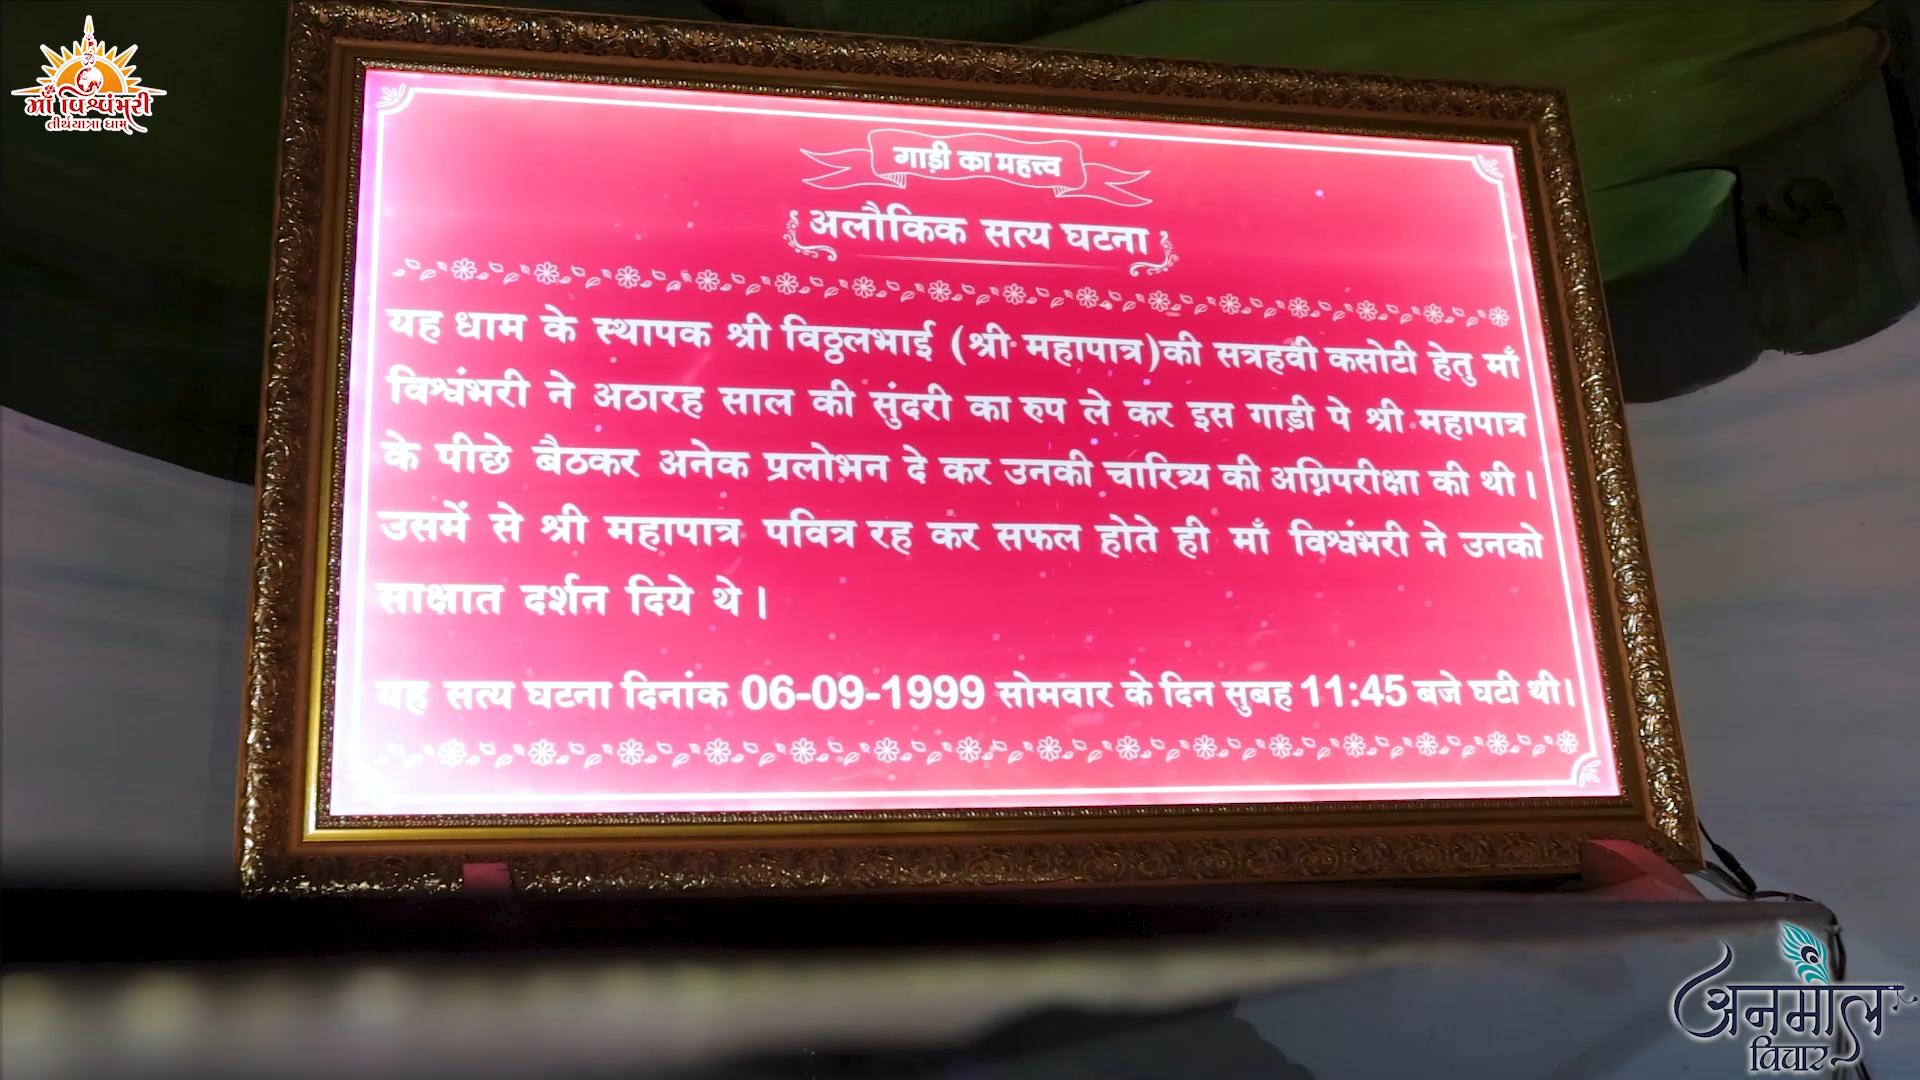 माँ विश्वंभरी
तीर्थयात्रा धाम
गाड़ी का महत्त्व
अलौकिक सत्य घटना
यह धाम के स्थापक श्री विठ्ठलभाई (श्री महापात्र)की सत्रहवी कसोटी हेतु माँ
विश्वंभरी ने अठारह साल की सुंदरी का रुप ले कर इस गाड़ी पे श्री महापात्र
के पीछे बैठकर अनेक प्रलोभन दे कर उनकी चारित्र्य की अग्निपरीक्षा की थी।
उसमें से श्री महापात्र पवित्र रह कर सफल होते ही माँ विश्वंभरी ने उनको
साक्षात दर्शन दिये थे।
यह सत्य घटना दिनांक 06-09-1999 सोमवार के दिन सुबह 11:45 बजे घटी थी।
अनमोल
विचार